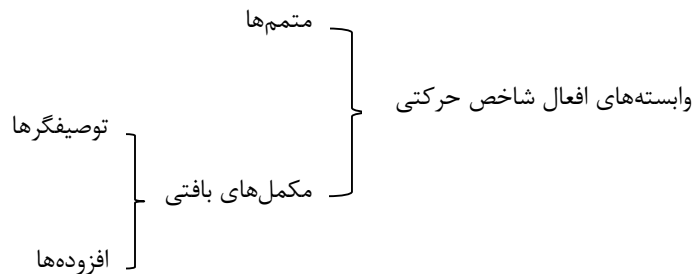 متمم‌ها
وابسته‌های افعال شاخص حرکتی
توصیفگرها
مکمل‌های بافتی
افزوده‌ها